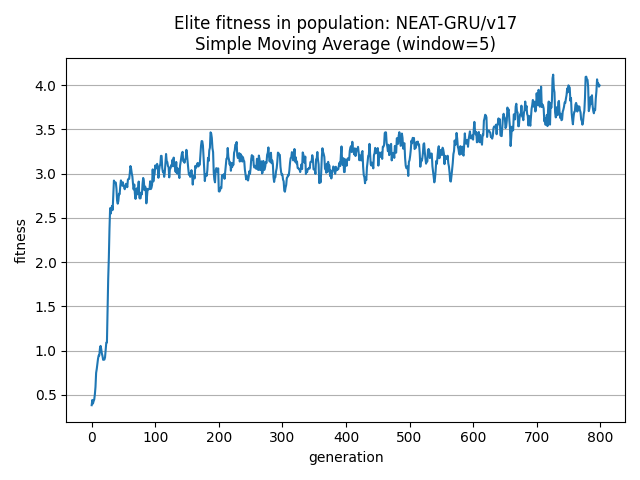 Elite fitness in population: NEAT-GRU/v17
Simple Moving Average (window=5)
fitness
4.0
3.5
3.0
2.5
2.0
1.5
1.0
0.5
0 100 200 300 400 500 600 700 800
generation